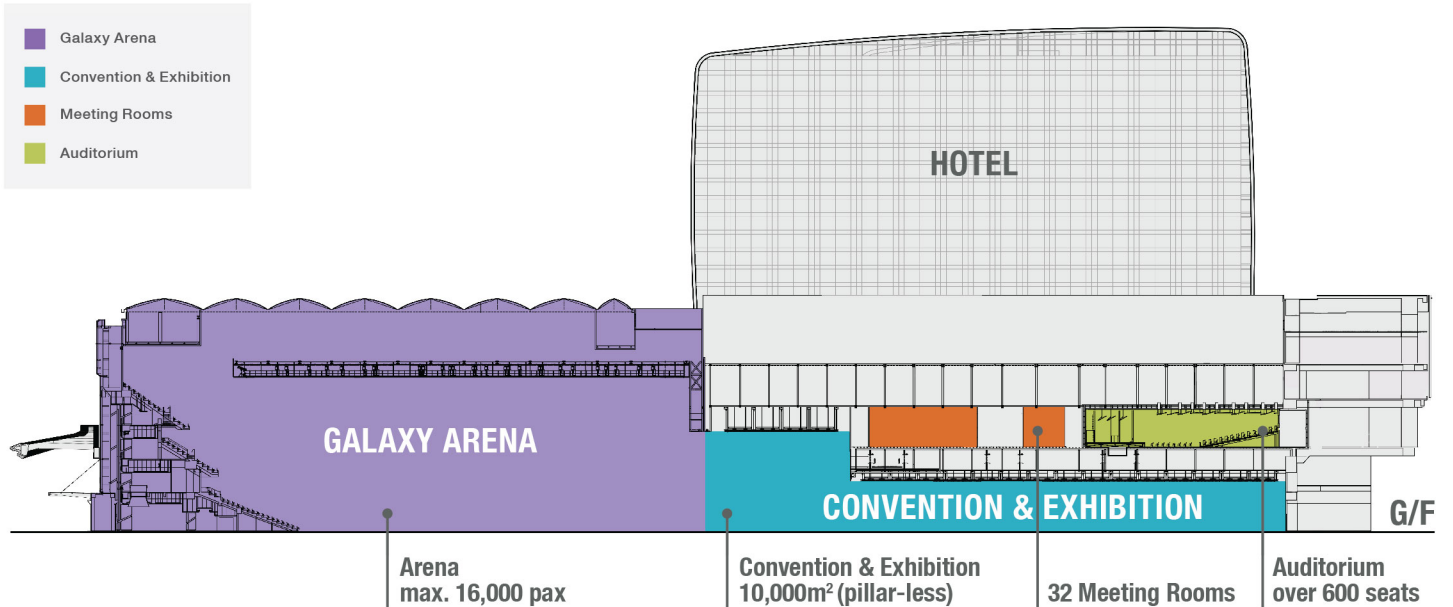 Galaxy Arena
Convention & Exhibition
Meeting Rooms
Auditorium
HOTEL
GALAXY ARENA
CONVENTION & EXHIBITION
G/F
Arena
max. 16,000 pax
Convention & Exhibition
10,000m² (pillar-less)
32 Meeting Rooms
Auditorium
over 600 seats